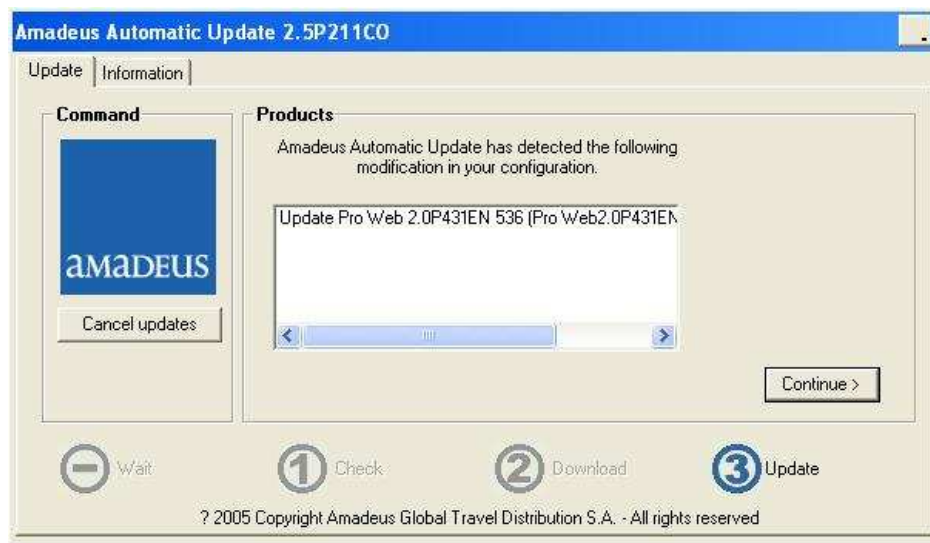 Amadeus Automatic Update 2.5P211CO
Update
Information
Command
Products
Amadeus Automatic Update has detected the following
modification in your configuration.
Update Pro Web 2.0P431EN 536 (Pro Web2.0P431EN
aMaDEUS
Cancel updates
Continue >
Wait
1 Check
2 Download
3 Update
? 2005 Copyright Amadeus Global Travel Distribution S.A. - All rights reserved